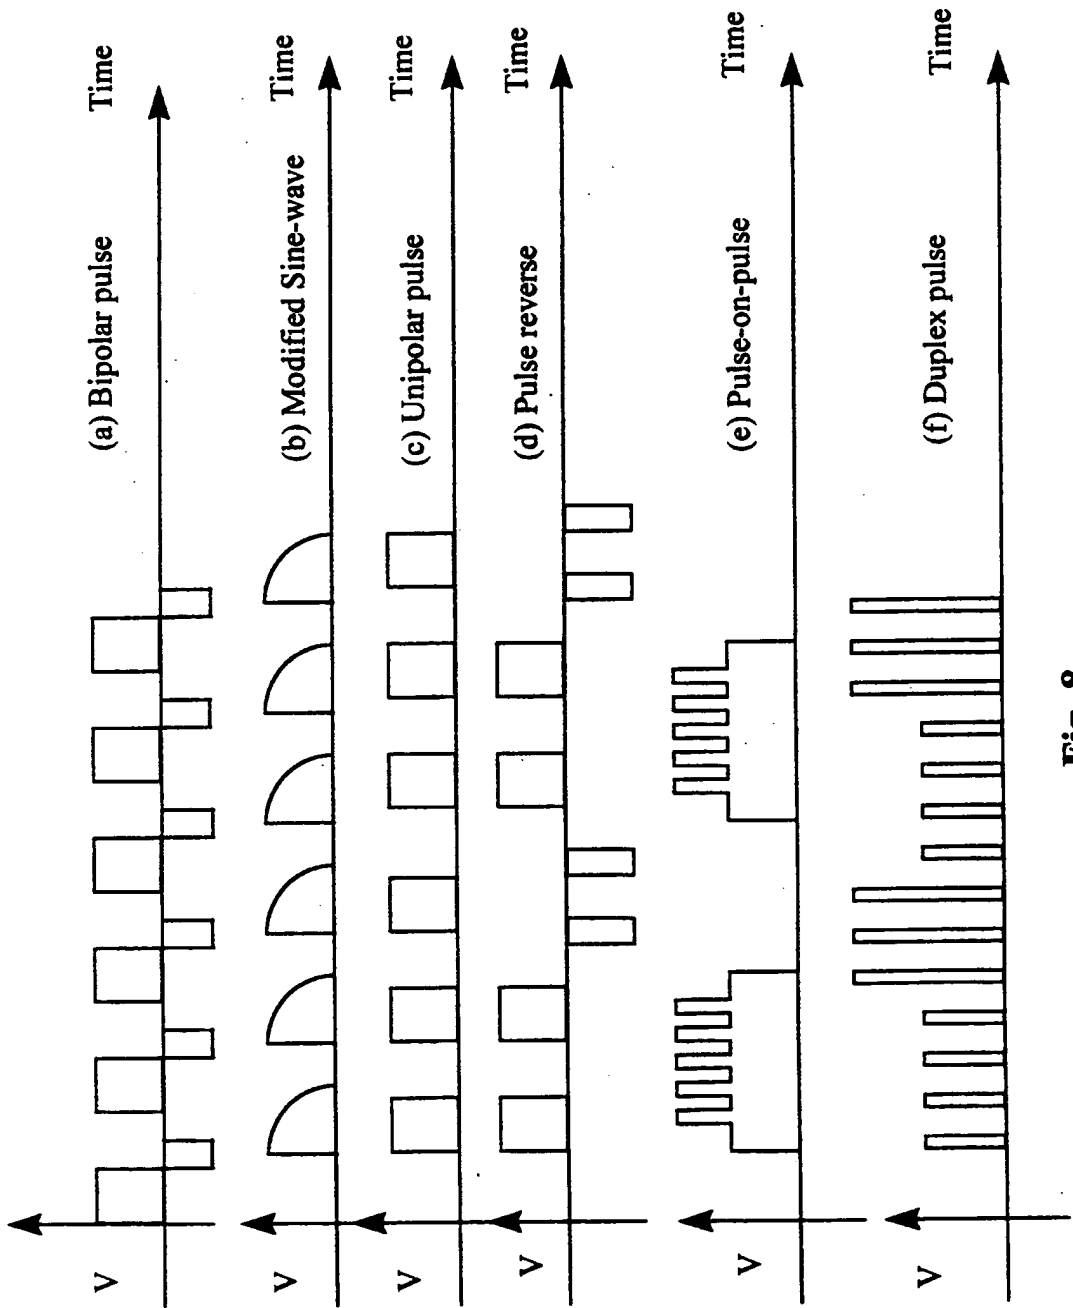 V
(a) Bipolar pulse
Time
V
(b) Modified Sine-wave
Time
(c) Unipolar pulse
Time
V
(d) Pulse reverse
Time
V
(e) Pulse-on-pulse
Time
V
(f) Duplex pulse
Time